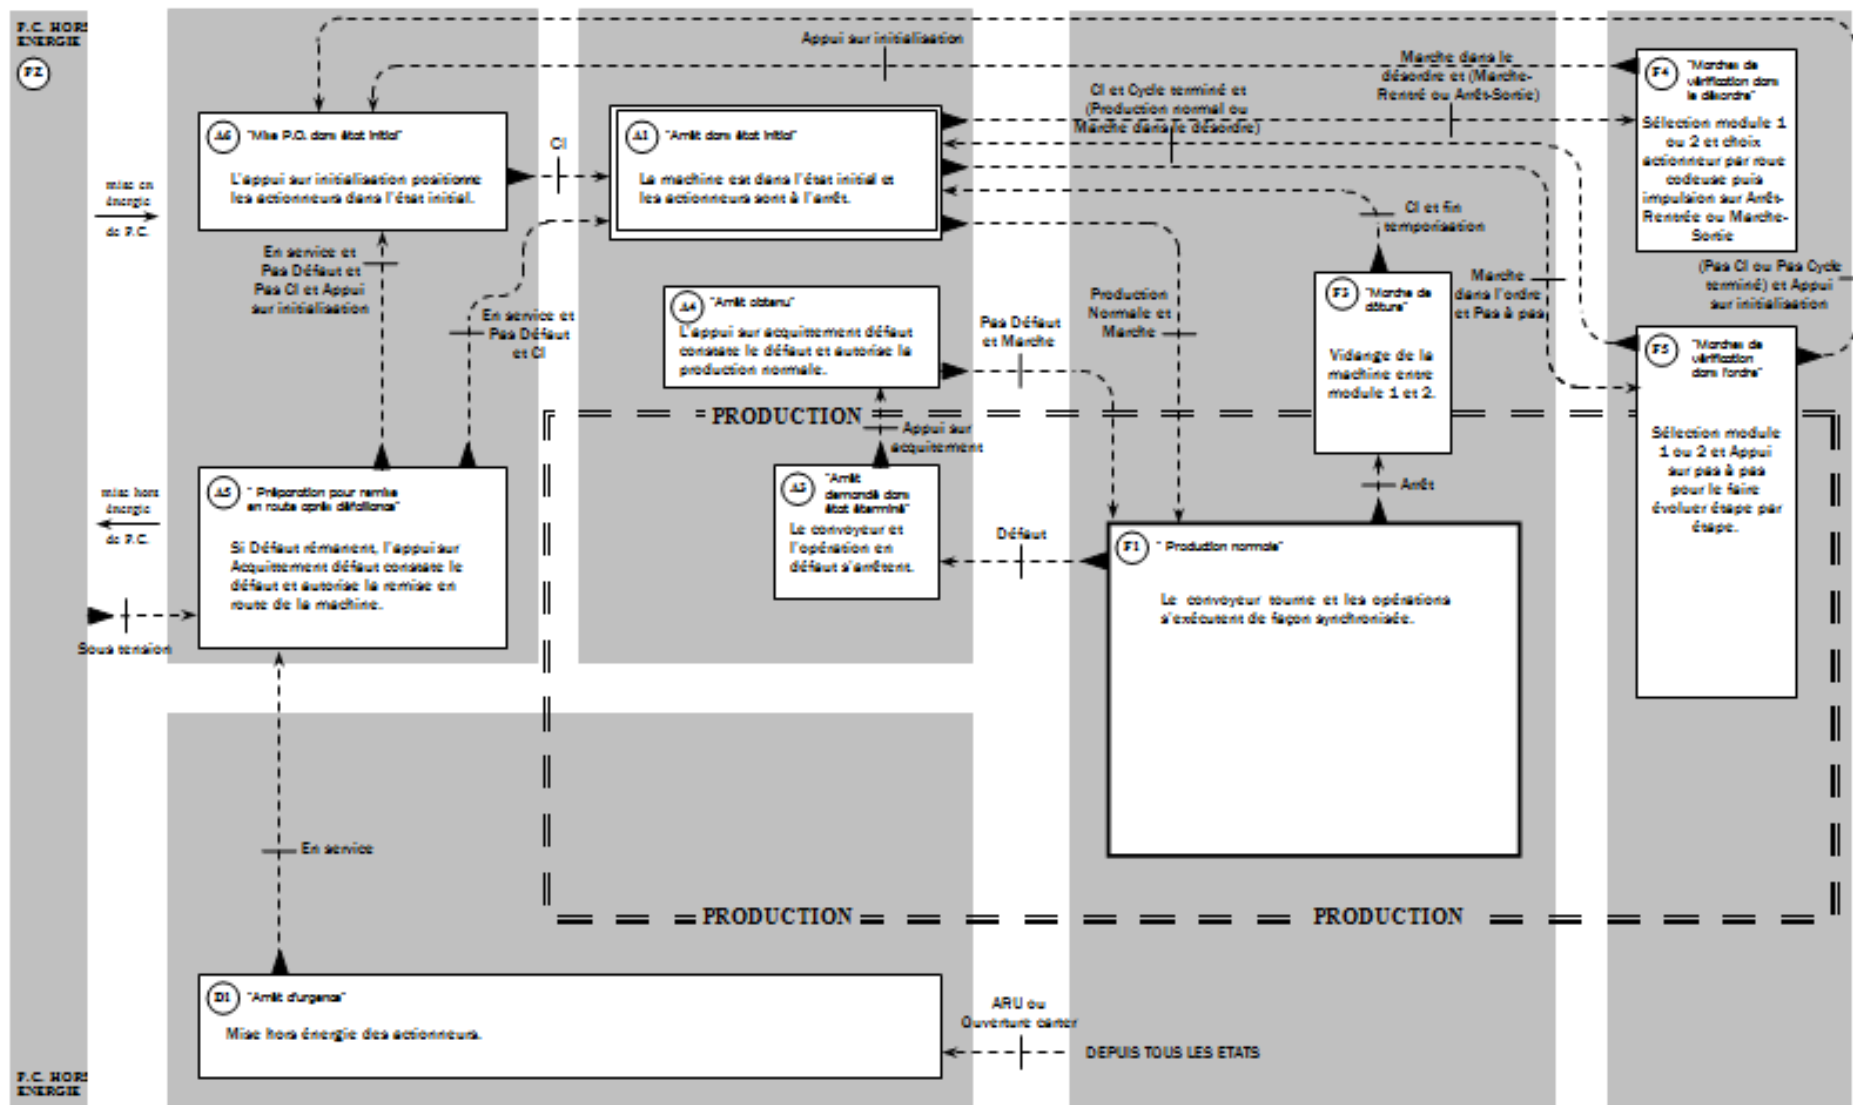 P.C. HORS
ENERGIE
PZ
mise en
énergie
de P.C.
mise hors
énergie
de P.C.
Sous tension
A6 "Mise P.O. dans état initial"
L'appui sur initialisation positionne
les actionneurs dans l'état initial.
CI
Appui sur initialisation
A1 "Arrêt dans état initial"
La machine est dans l'état initial et
les actionneurs sont à l'arrêt.
CI et Cycle terminé et
(Production normal ou
Marche dans le désordre)
Marche dans le
désordre et (Marche-
Rentré ou Arrêt-Sortie)
F4 "Marches de
vérification dans
le désordre"
Sélection module 1
ou 2 et choix
actionneur par roue
codeuse puis
impulsion sur Arrêt-
Rentrée ou Marche-
Sortie
En service et
Pas Défaut et
Pas CI et Appui
sur initialisation
En service et
Pas Défaut
et CI
A4 "Arrêt obtenu"
L'appui sur acquittement défaut
constate le défaut et autorise la
production normale.
Pas Défaut
et Marche
Production
Normale et
Marche
CI et fin
temporisation
F3 "Marche de
clôture"
Vidange de la
machine entre
module 1 et 2.
Marche
dans l'ordre
et Pas à pas
(Pas CI ou Pas Cycle
terminé) et Appui
sur initialisation
F5 "Marches de
vérification
dans l'ordre"
Sélection module
1 ou 2 et Appui
sur pas à pas
pour le faire
évoluer étape par
étape.
PRODUCTION
Appui sur
acquitement
A5 " Préparation pour remise
en route après défaillance"
Si Défaut rémanent, l'appui sur
Acquittement défaut constate le
défaut et autorise la remise en
route de la machine.
"Arrêt
demandé dans
état
Le convoyeur et
l'opération en
défaut s'arrêtent.
Défaut
Arrêt
F1 " Production normale"
Le convoyeur tourne et les opérations
s'exécutent de façon synchronisée.
En service
PRODUCTION
PRODUCTION
D1 "Arrêt d'urgence"
Mise hors énergie des actionneurs.
ARU ou
Ouverture carter
DEPUIS TOUS LES ETATS
P.C. HORS
ENERGIE